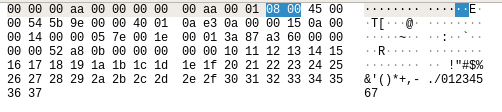 00 00 00 aa 00 00 00 00 aa 00 01 08 00 45 00 ········ ·····E·
00 54 5b 9e 00 00 40 01 0a e3 0a 00 00 15 0a 00 ·T[···@· ········
00 14 00 00 05 7e 00 1e 00 01 3a 87 a3 60 00 00 ·····~·· ··:··`··
00 00 52 a8 0b 00 00 00 00 00 10 11 12 13 14 15 ··R····· ········
16 17 18 19 1a 1b 1c 1d 1e 1f 20 21 22 23 24 25 ········ ·· !"#$%
26 27 28 29 2a 2b 2c 2d 2e 2f 30 31 32 33 34 35 &'()*+,- ./012345
36 37 67